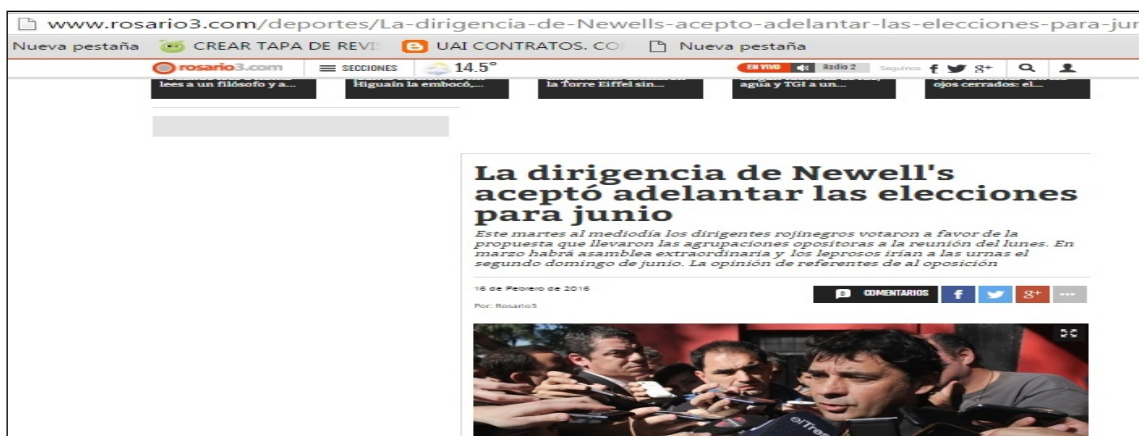 www.rosario3.com/deportes/La-dirigencia-de-Newells-acepto-adelantar-las-elecciones-para-jun
Nueva pestaña CREAR TAPA DE REVI UAI CONTRATOS. CO Nueva pestaña
rosario3.com SECCIONES 14.5° EN VIVO Radio 2 Seguinos
leés a un filósofo y a... Higuaín la embocó,... la Torre Eiffel sin... agua y TGI a un... ojos cerrados: el...
La dirigencia de Newell's
aceptó adelantar las elecciones
para junio
Este martes al mediodía los dirigentes rojinegros votaron a favor de la
propuesta que llevaron las agrupaciones opositoras a la reunión del lunes. En
marzo habrá asamblea extraordinaria y los leprosos irían a las urnas el
segundo domingo de junio. La opinión de referentes de al oposición
16 de Febrero de 2016
COMENTARIOS
Por: Rosario3
elTres